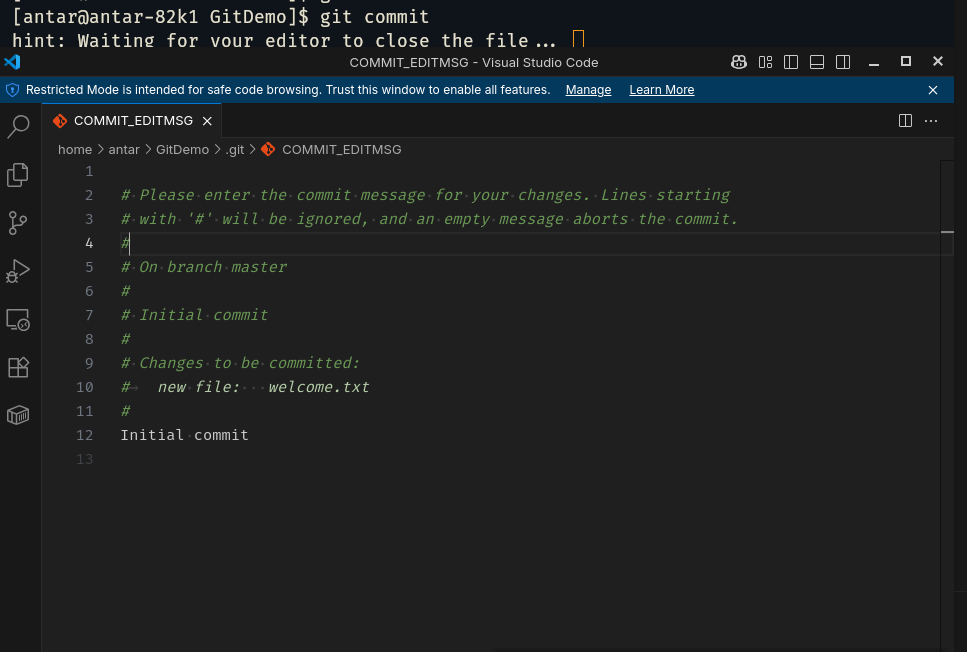 [antar@antar-82k1 GitDemo]$ git commit
hint: Waiting for your editor to close the file...
COMMIT_EDITMSG - Visual Studio Code
Restricted Mode is intended for safe code browsing. Trust this window to enable all features. Manage Learn More
COMMIT_EDITMSG
home > antar > GitDemo > .git > COMMIT_EDITMSG
1
2 # Please enter the commit message for your changes. Lines starting
3 # with '#' will be ignored, and an empty message aborts the commit.
4 #
5 # On branch master
6 #
7 # Initial commit
8 #
9 # Changes to be committed:
10 # new file: welcome.txt
11 #
12 Initial commit
13